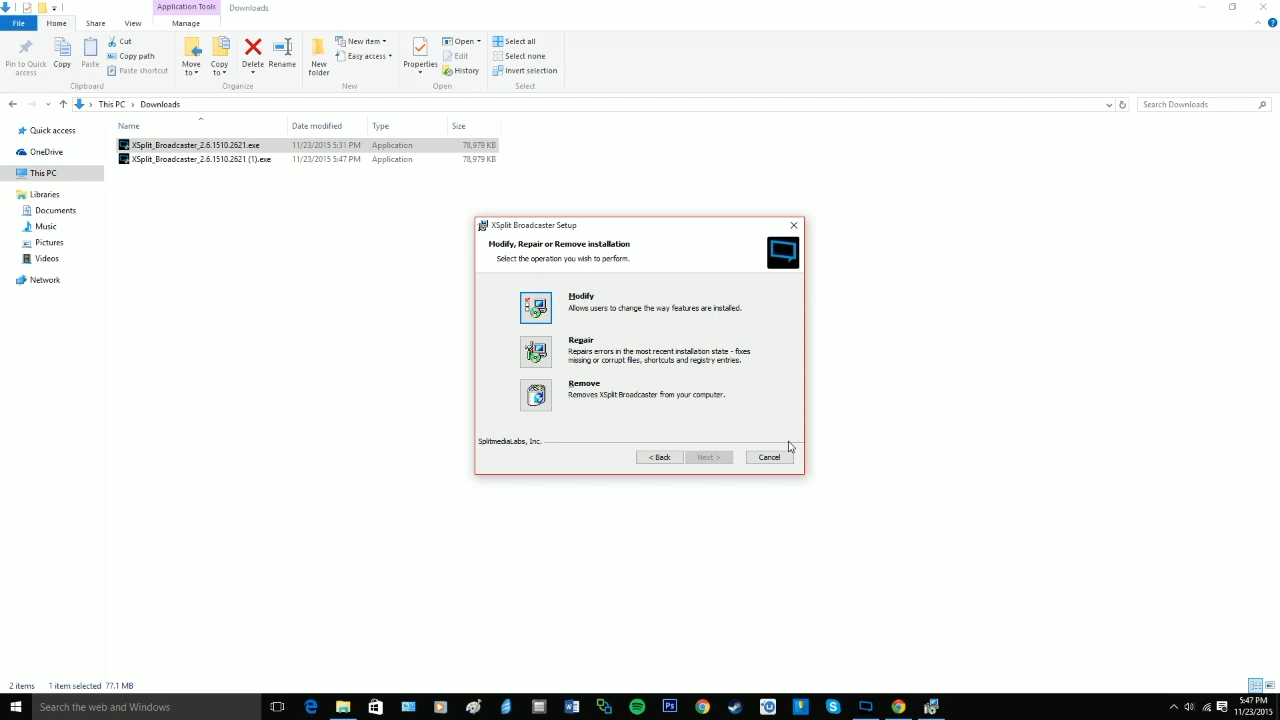 Application Tools
Downloads
File
Home
Share
View
Manage
Pin to Quick access
Copy
Paste
Cut
Copy path
Paste shortcut
Clipboard
Move to
Copy to
Delete
Rename
Organize
New folder
New item
Easy access
New
Properties
Open
Edit
History
Open
Select all
Select none
Invert selection
Select
This PC > Downloads
Search Downloads
Name
Date modified
Type
Size
XSplit_Broadcaster_2.6.1510.2621.exe 11/23/2015 5:31 PM Application 78,979 KB
XSplit_Broadcaster_2.6.1510.2621 (1).exe 11/23/2015 5:47 PM Application 78,979 KB
Quick access
OneDrive
This PC
Libraries
Documents
Music
Pictures
Videos
Network
XSplit Broadcaster Setup
Modify, Repair or Remove installation
Select the operation you wish to perform.
Modify
Allows users to change the way features are installed.
Repair
Repairs errors in the most recent installation state - fixes
missing or corrupt files, shortcuts and registry entries.
Remove
Removes XSplit Broadcaster from your computer.
SplitmediaLabs, Inc.
< Back
Next >
Cancel
2 items 1 item selected 77.1 MB
Search the web and Windows
Ps
5:47 PM
11/23/2015